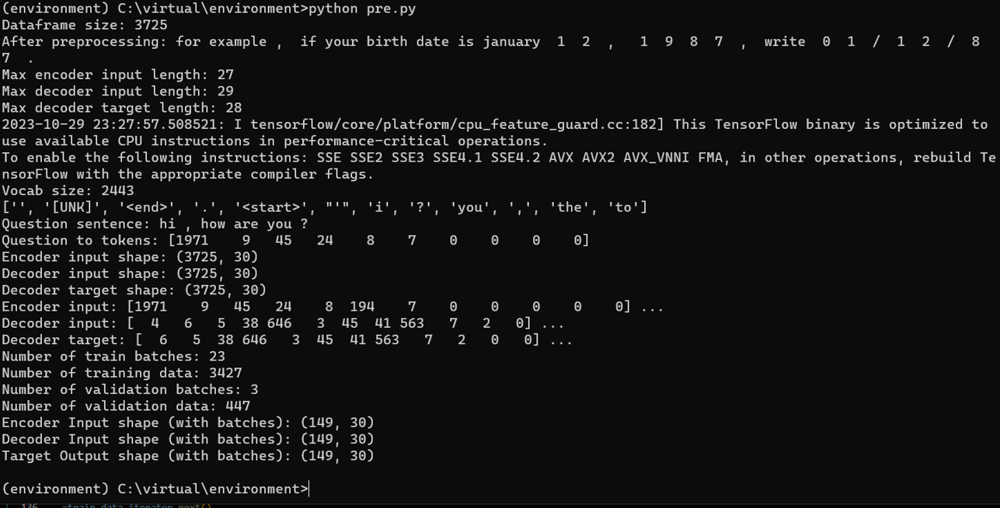 (environment) C:\virtual\environment>python pre.py
Dataframe size: 3725
After preprocessing: for example ,  if your birth date is january  1  2  ,   1  9  8  7  ,  write  0  1  /  1  2  /  8
7  .
Max encoder input length: 27
Max decoder input length: 29
Max decoder target length: 28
2023-10-29 23:27:57.508521: I tensorflow/core/platform/cpu_feature_guard.cc:182] This TensorFlow binary is optimized to
use available CPU instructions in performance-critical operations.
To enable the following instructions: SSE SSE2 SSE3 SSE4.1 SSE4.2 AVX AVX2 AVX_VNNI FMA, in other operations, rebuild Te
nsorFlow with the appropriate compiler flags.
Vocab size: 2443
['', '[UNK]', '<end>', '.', '<start>', "'", 'i', '?', 'you', ',', 'the', 'to']
Question sentence: hi , how are you ?
Question to tokens: [1971    9   45   24    8    7    0    0    0    0]
Encoder input shape: (3725, 30)
Decoder input shape: (3725, 30)
Decoder target shape: (3725, 30)
Encoder input: [1971    9   45   24    8  194    7    0    0    0    0    0] ...
Decoder input: [  4   6   5  38 646   3  45  41 563   7   2   0] ...
Decoder target: [  6   5  38 646   3  45  41 563   7   2   0   0] ...
Number of train batches: 23
Number of training data: 3427
Number of validation batches: 3
Number of validation data: 447
Encoder Input shape (with batches): (149, 30)
Decoder Input shape (with batches): (149, 30)
Target Output shape (with batches): (149, 30)
(environment) C:\virtual\environment>